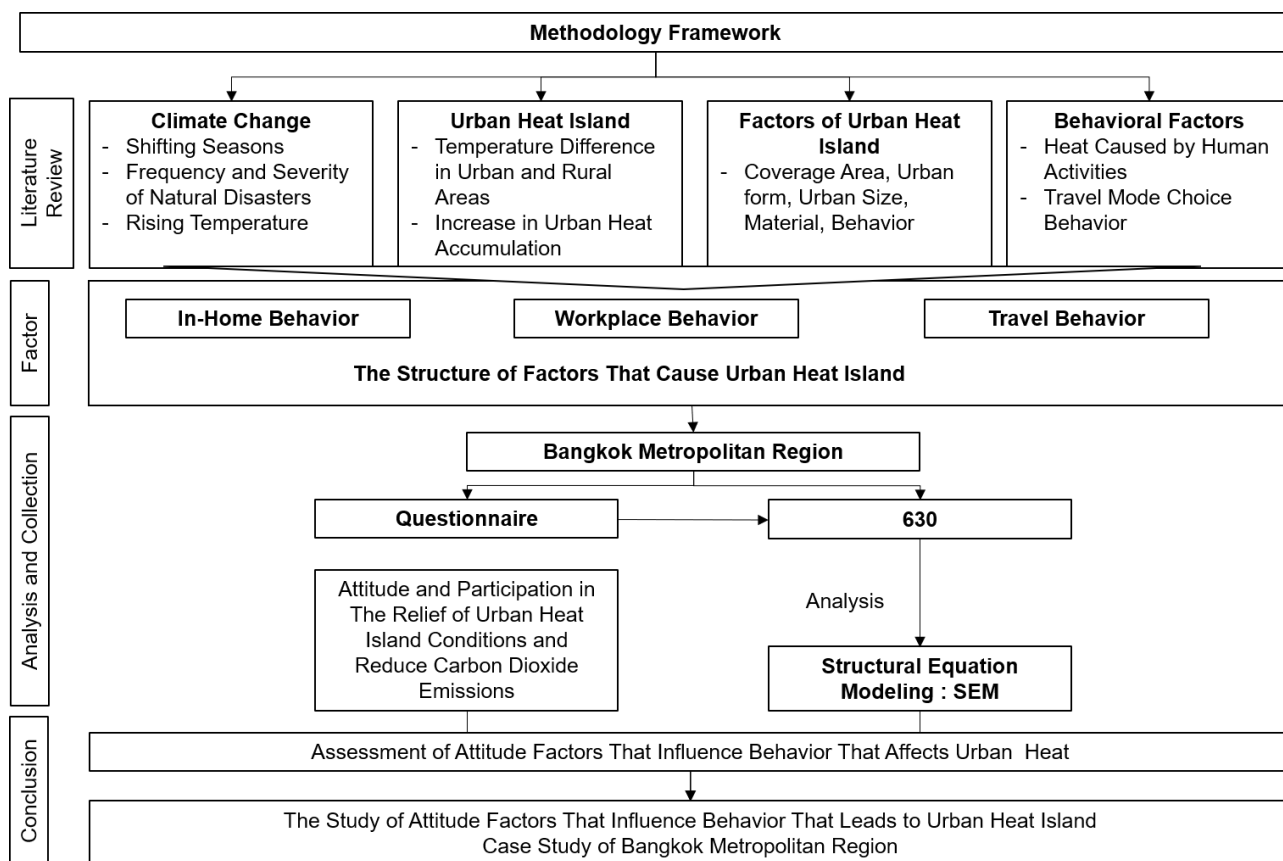 Methodology Framework
Literature
Review
Climate Change
- Shifting Seasons
- Frequency and Severity
of Natural Disasters
- Rising Temperature
Urban Heat Island
- Temperature Difference
in Urban and Rural
Areas
- Increase in Urban Heat
Accumulation
Factors of Urban Heat
Island
- Coverage Area, Urban
form, Urban Size,
Material, Behavior
Behavioral Factors
- Heat Caused by Human
Activities
- Travel Mode Choice
Behavior
Factor
In-Home Behavior
Workplace Behavior
Travel Behavior
The Structure of Factors That Cause Urban Heat Island
Analysis and Collection
Bangkok Metropolitan Region
Questionnaire
630
Attitude and Participation in
The Relief of Urban Heat
Island Conditions and
Reduce Carbon Dioxide
Emissions
Analysis
Structural Equation
Modeling : SEM
Conclusion
Assessment of Attitude Factors That Influence Behavior That Affects Urban Heat
The Study of Attitude Factors That Influence Behavior That Leads to Urban Heat Island
Case Study of Bangkok Metropolitan Region